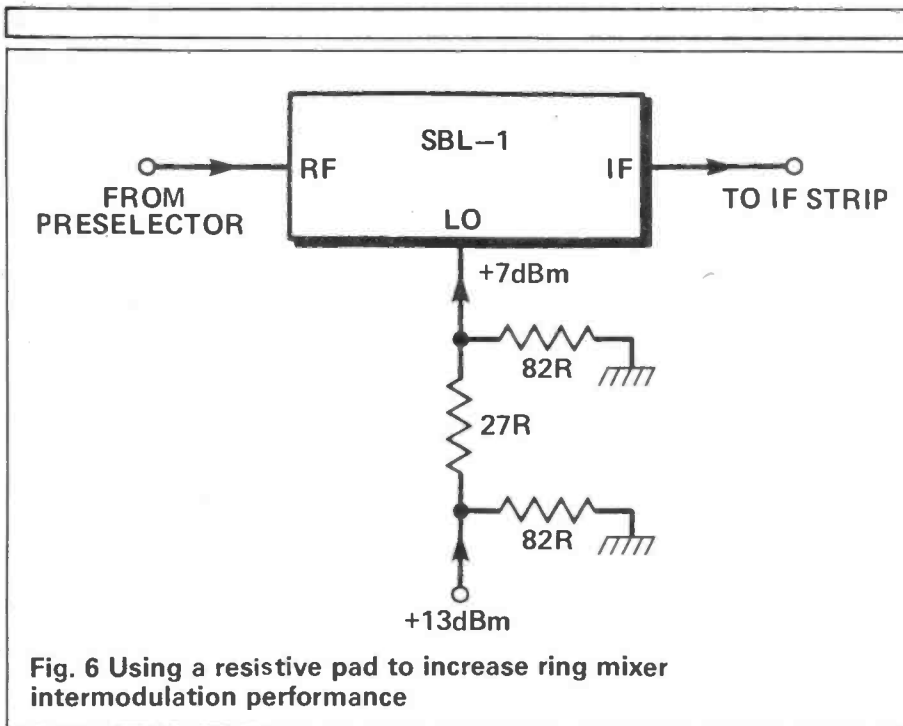 SBL–1
RF
IF
FROM
PRESELECTOR
TO IF STRIP
LO
+7dBm
82R
27R
82R
+13dBm
Fig. 6 Using a resistive pad to increase ring mixer
intermodulation performance